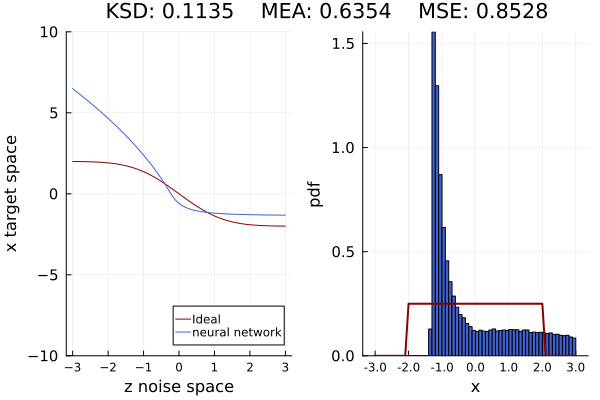 KSD: 0.1135 MEA: 0.6354 MSE: 0.8528
10
5
0
−5
−10
x target space
−3 −2 −1 0 1 2 3
z noise space
Ideal
neural network
1.5
1.0
0.5
0.0
pdf
-3.0 -2.0 -1.0 0.0 1.0 2.0 3.0
x